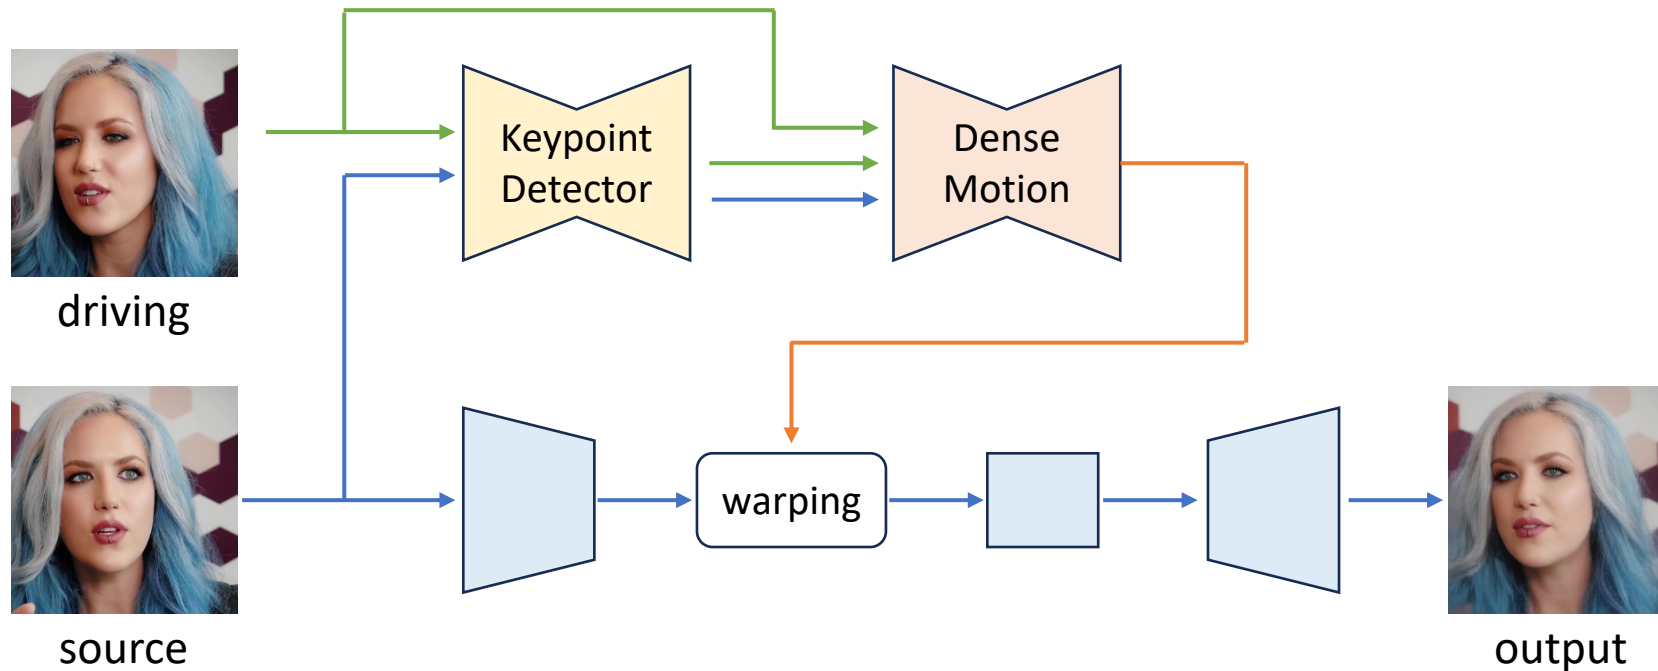 Keypoint
Detector
Dense
Motion
driving
warping
source
output